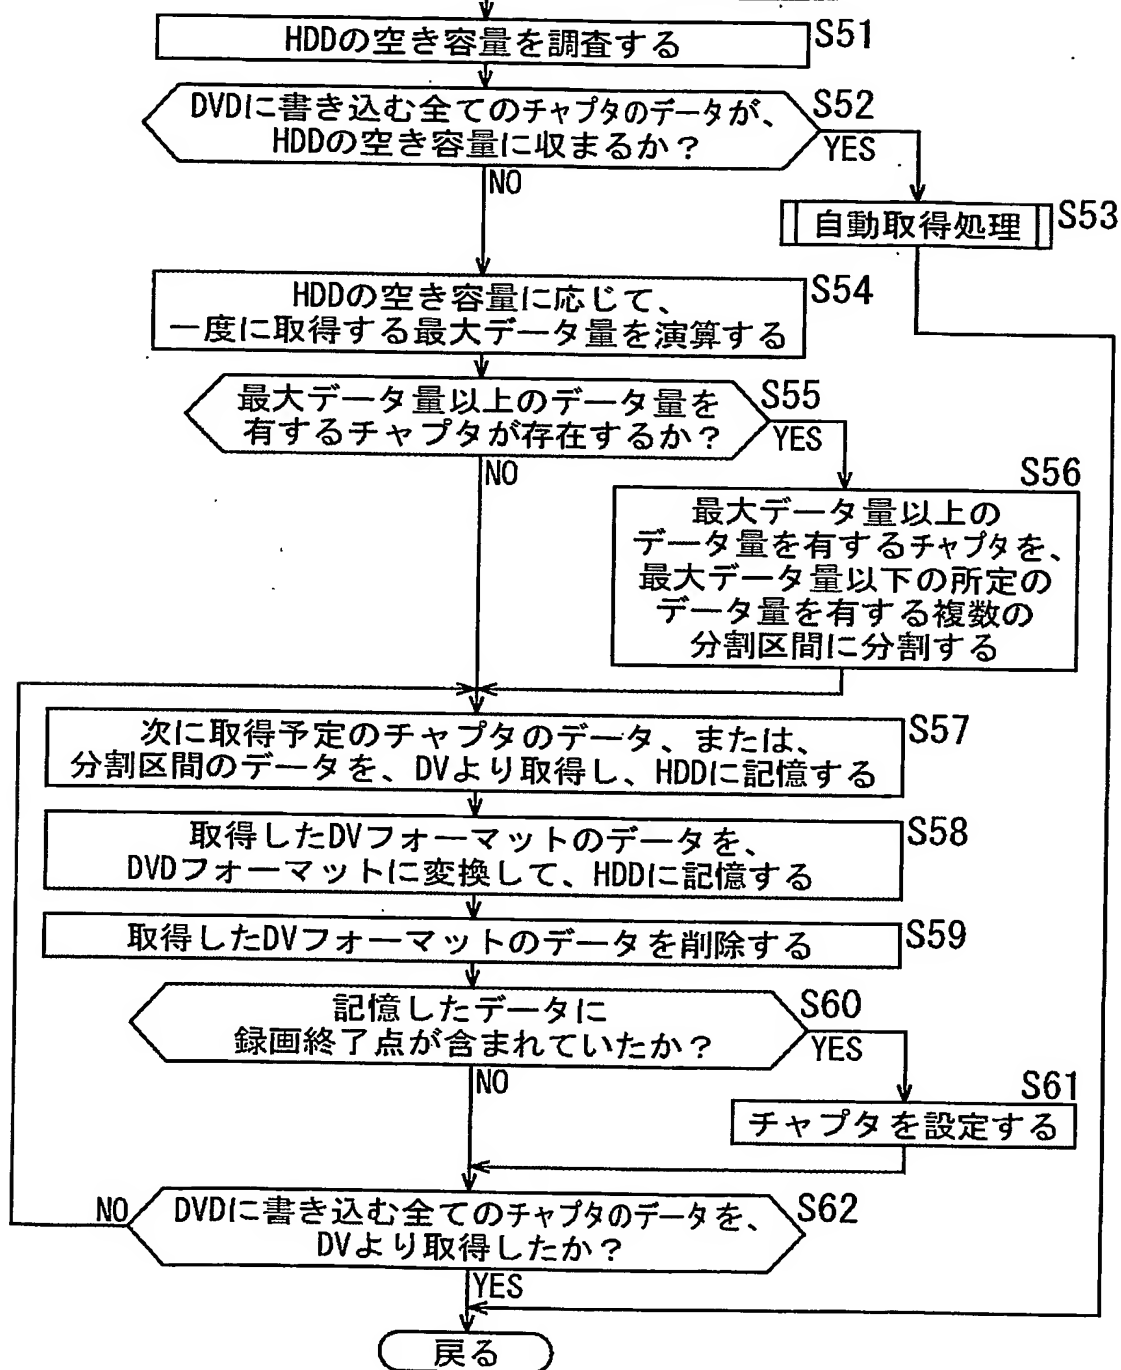 HDDの空き容量を調査する
S51
DVDに書き込む全てのチャプタのデータが、
HDDの空き容量に収まるか？
S52
YES
NO
自動取得処理
S53
HDDの空き容量に応じて、
一度に取得する最大データ量を演算する
S54
最大データ量以上のデータ量を
有するチャプタが存在するか？
S55
YES
NO
S56
最大データ量以上の
データ量を有するチャプタを、
最大データ量以下の所定の
データ量を有する複数の
分割区間に分割する
次に取得予定のチャプタのデータ、または、
分割区間のデータを、DVより取得し、HDDに記憶する
S57
取得したDVフォーマットのデータを、
DVDフォーマットに変換して、HDDに記憶する
S58
取得したDVフォーマットのデータを削除する
S59
記憶したデータに
録画終了点が含まれていたか？
S60
YES
NO
S61
チャプタを設定する
NO
DVDに書き込む全てのチャプタのデータを、
DVより取得したか？
S62
YES
戻る